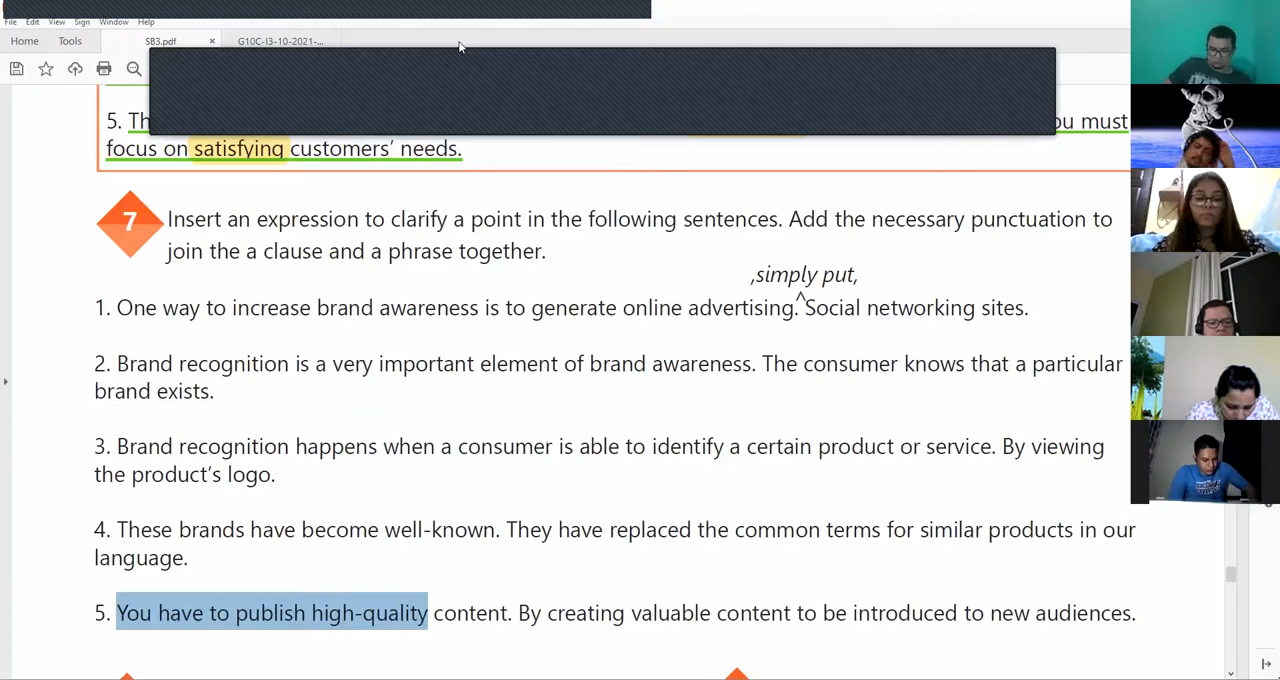 File Edit View Sign Window Help
Home Tools SB3.pdf × G10C-I3-10-2021-...
5. Th ou must
focus on satisfying customers' needs.
7 Insert an expression to clarify a point in the following sentences. Add the necessary punctuation to
join the a clause and a phrase together.
,simply put,
1. One way to increase brand awareness is to generate online advertising.^Social networking sites.
2. Brand recognition is a very important element of brand awareness. The consumer knows that a particular
brand exists.
3. Brand recognition happens when a consumer is able to identify a certain product or service. By viewing
the product's logo.
4. These brands have become well-known. They have replaced the common terms for similar products in our
language.
5. You have to publish high-quality content. By creating valuable content to be introduced to new audiences.